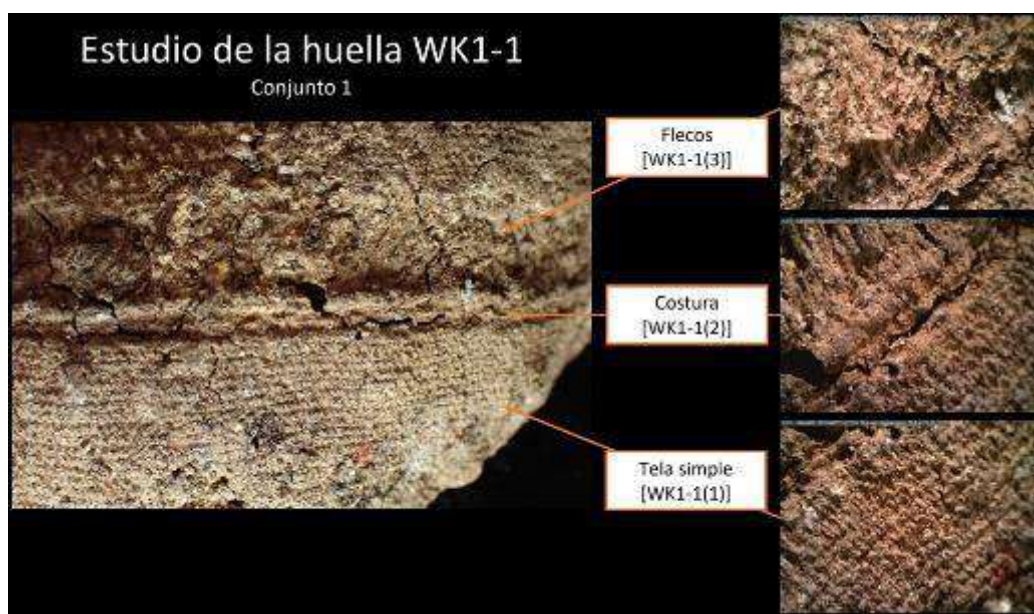 Estudio de la huella WK1-1
Conjunto 1
Flecos
[WK1-1(3)]
Costura
[WK1-1(2)]
Tela simple
[WK1-1(1)]